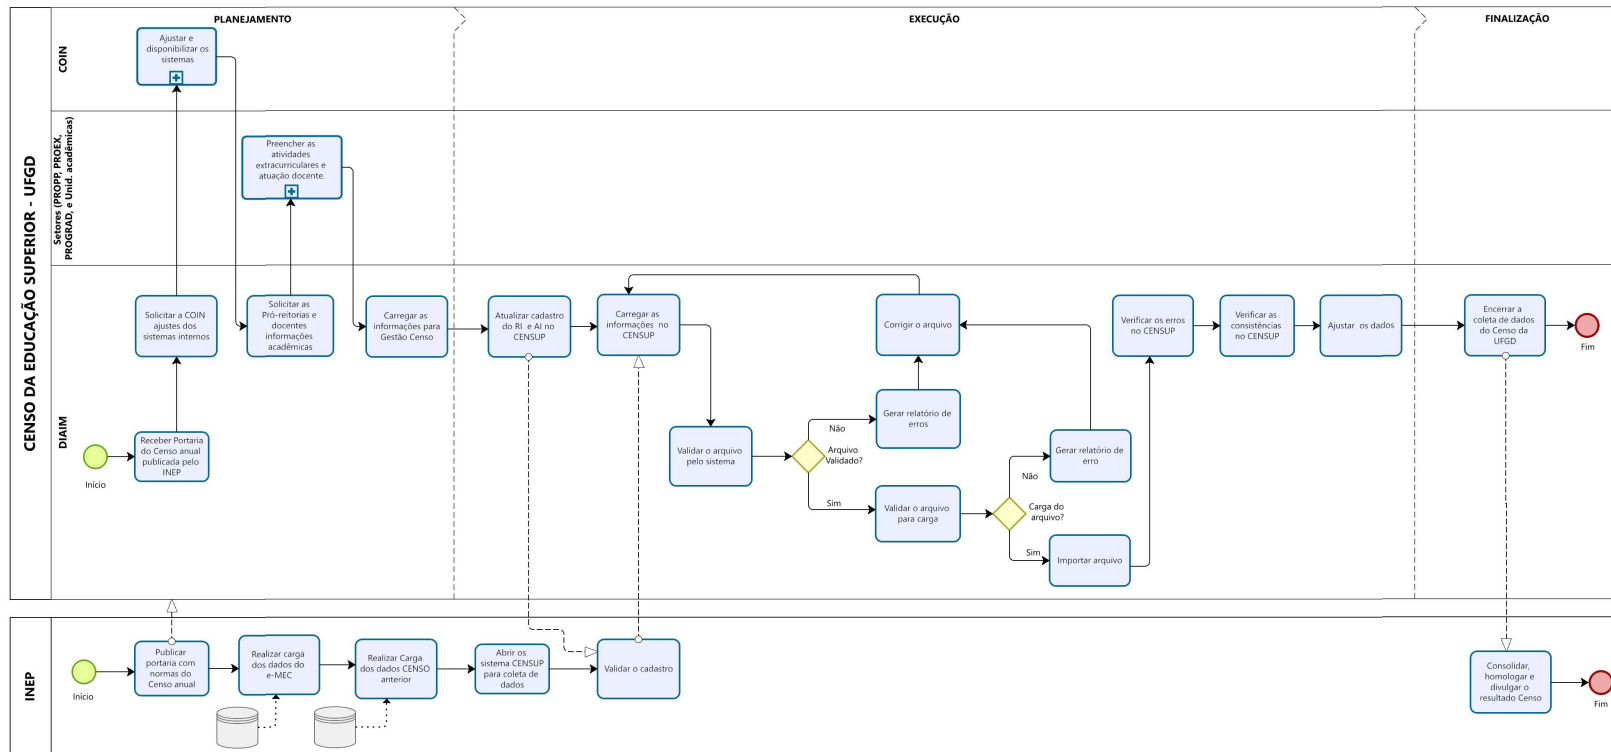 PLANEJAMENTO
EXECUÇÃO
FINALIZAÇÃO
CENSO DA EDUCAÇÃO SUPERIOR - UFGD
COIN
Ajustar e
disponibilizar os
sistemas
Setores (PROPP, PROEX,
PROGRAD, e Unid. acadêmicas)
Preencher as
atividades
extracurriculares e
atuação docente.
DIAIM
Início
Receber Portaria
do Censo anual
publicada pelo
INEP
Solicitar a COIN
ajustes dos
sistemas internos
Solicitar as
Pró-reitorias e
docentes
informações
acadêmicas
Carregar as
informações para
Gestão Censo
Atualizar cadastro
do RI e AI no
CENSUP
Carregar as
informações no
CENSUP
Validar o arquivo
pelo sistema
Arquivo
Validado?
Não
Gerar relatório de
erros
Corrigir o arquivo
Sim
Validar o arquivo
para carga
Carga do
arquivo?
Não
Gerar relatório de
erro
Sim
Importar arquivo
Verificar os erros
no CENSUP
Verificar as
consistências
no CENSUP
Ajustar os dados
Encerrar a
coleta de dados
do Censo da
UFGD
Fim
INEP
Início
Publicar
portaria com
normas do
Censo anual
Realizar carga
dos dados do
e-MEC
Realizar Carga
dos dados CENSO
anterior
Abrir os
sistema CENSUP
para coleta de
dados
Validar o cadastro
Consolidar,
homologar e
divulgar o
resultado Censo
Fim